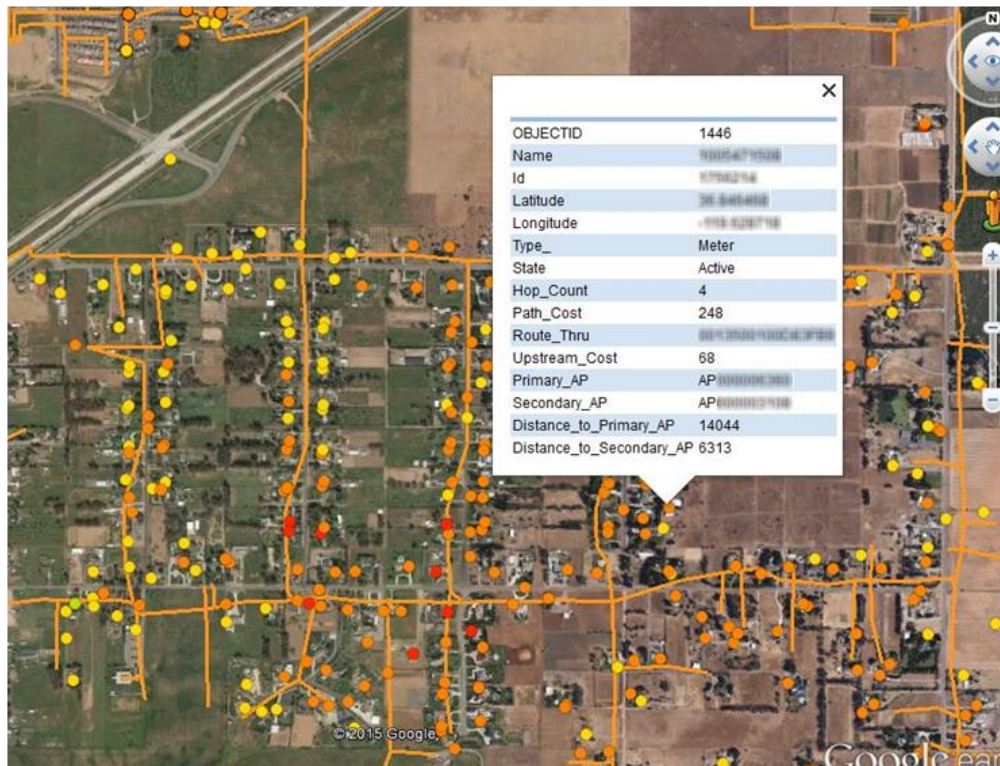 N
OBJECTID 1446
Name
Id
Latitude
Longitude
Type_ Meter
State Active
Hop_Count 4
Path_Cost 248
Route_Thru
Upstream_Cost 68
Primary_AP AP
Secondary_AP AP
Distance_to_Primary_AP 14044
Distance_to_Secondary_AP 6313
© 2015 Google
Google ear